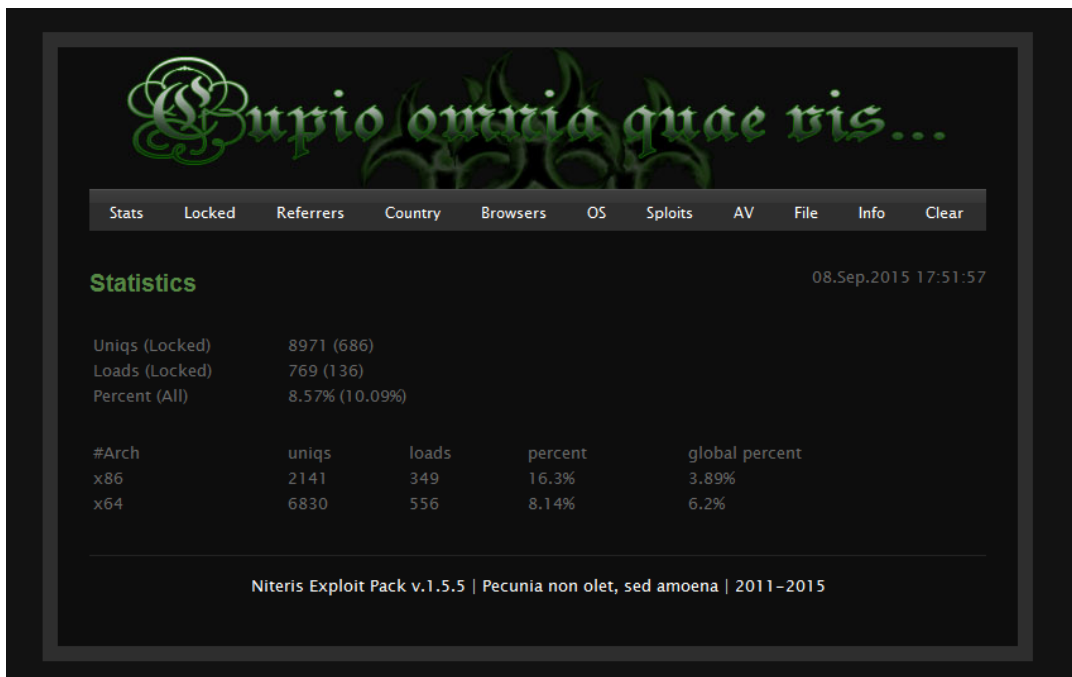 Cupio omnia quae vis...
Stats Locked Referrers Country Browsers OS Sploits AV File Info Clear
Statistics 08.Sep.2015 17:51:57
Uniqs (Locked) 8971 (686)
Loads (Locked) 769 (136)
Percent (All) 8.57% (10.09%)
#Arch uniqs loads percent global percent
x86 2141 349 16.3% 3.89%
x64 6830 556 8.14% 6.2%
Niteris Exploit Pack v.1.5.5 | Pecunia non olet, sed amoena | 2011-2015